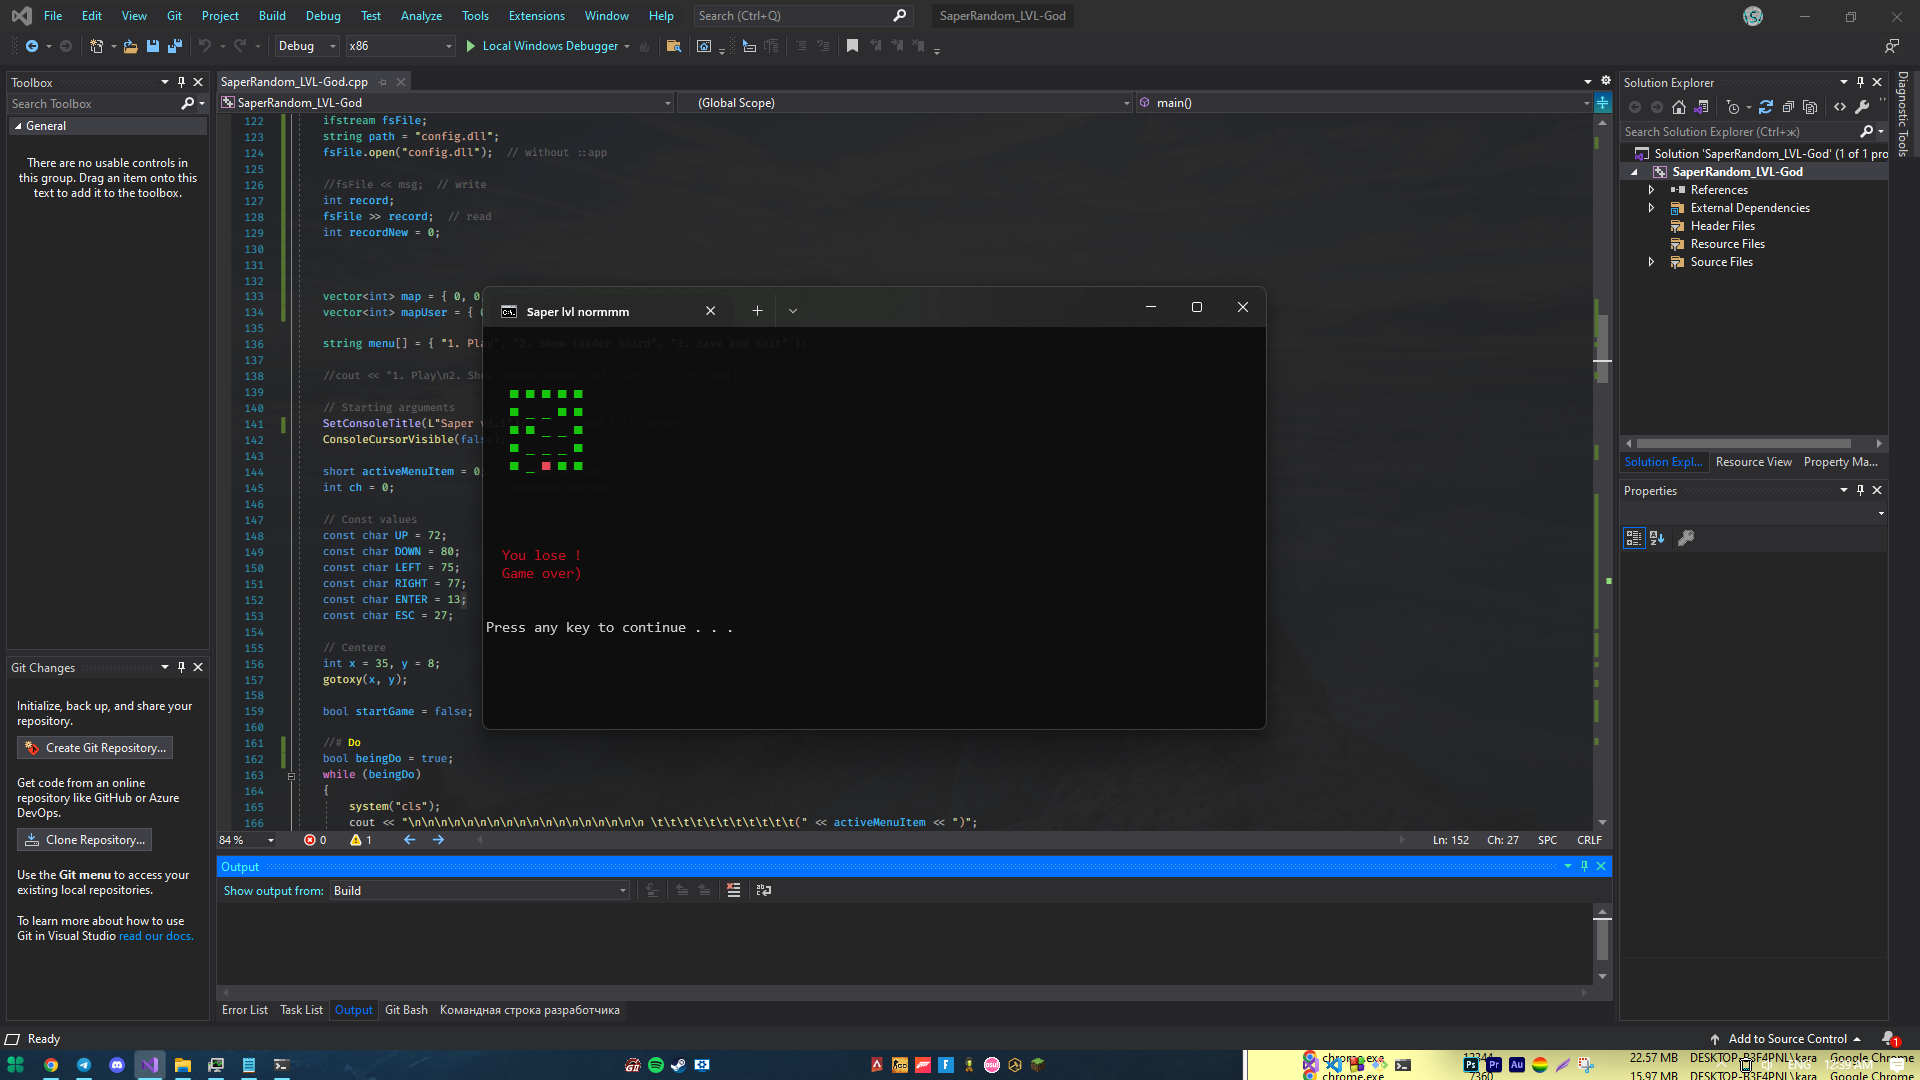 File Edit View Git Project Build Debug Test Analyze Tools Extensions Window Help Search (Ctrl+Q) SaperRandom_LVL-God
Debug x86 Local Windows Debugger
Toolbox
Search Toolbox
General
There are no usable controls in
this group. Drag an item onto this
text to add it to the toolbox.
Git Changes
Initialize, back up, and share your
repository.
Create Git Repository...
Get code from an online
repository like GitHub or Azure
DevOps.
Clone Repository...
Use the Git menu to access your
existing local repositories.
To learn more about how to use
Git in Visual Studio read our docs.
SaperRandom_LVL-God.cpp
SaperRandom_LVL-God (Global Scope) main()
122 ifstream fsFile;
123 string path = "config.dll";
124 fsFile.open("config.dll"); // without ::app
125
126 //fsFile << msg; // write
127 int record;
128 fsFile >> record; // read
129 int recordNew = 0;
130
131
132
133 vector<int> map = { 0, 0
134 vector<int> mapUser = {
135
136 string menu[] = { "1. Play", "2. Show leader board", "3. Save and Exit" };
137
138 //cout << "1. Play\n2. Sh
139
140 // Starting arguments
141 SetConsoleTitle(L"Saper
142 ConsoleCursorVisible(fal
143
144 short activeMenuItem = 0
145 int ch = 0;
146
147 // Const values
148 const char UP = 72;
149 const char DOWN = 80;
150 const char LEFT = 75;
151 const char RIGHT = 77;
152 const char ENTER = 13;
153 const char ESC = 27;
154
155 // Centere
156 int x = 35, y = 8;
157 gotoxy(x, y);
158
159 bool startGame = false;
160
161 //# Do
162 bool beingDo = true;
163 while (beingDo)
164 {
165 system("cls");
166 cout << "\n\n\n\n\n\n\n\n\n\n\n\n\n\n\n\n\n\n \t\t\t\t\t\t\t\t\t\t\t(" << activeMenuItem << ")";
Saper lvl normmm
You lose !
Game over)
Press any key to continue . . .
84 % 0 1 Ln: 152 Ch: 27 SPC CRLF
Output
Show output from: Build
Error List Task List Output Git Bash Командная строка разработчика
Solution Explorer
Search Solution Explorer (Ctrl+ж)
Solution 'SaperRandom_LVL-God' (1 of 1 pro
SaperRandom_LVL-God
References
External Dependencies
Header Files
Resource Files
Source Files
Solution Expl... Resource View Property Ma...
Properties
Diagnostic Tools
Ready Add to Source Control 1
chrome.exe 12344 22.57 MB DESKTOP-B3F4PNL\kara Google Chrome
chrome.exe 7360 15.97 MB DESKTOP-B3F4PNL\kara Google Chrome
ENG 12:39 AM